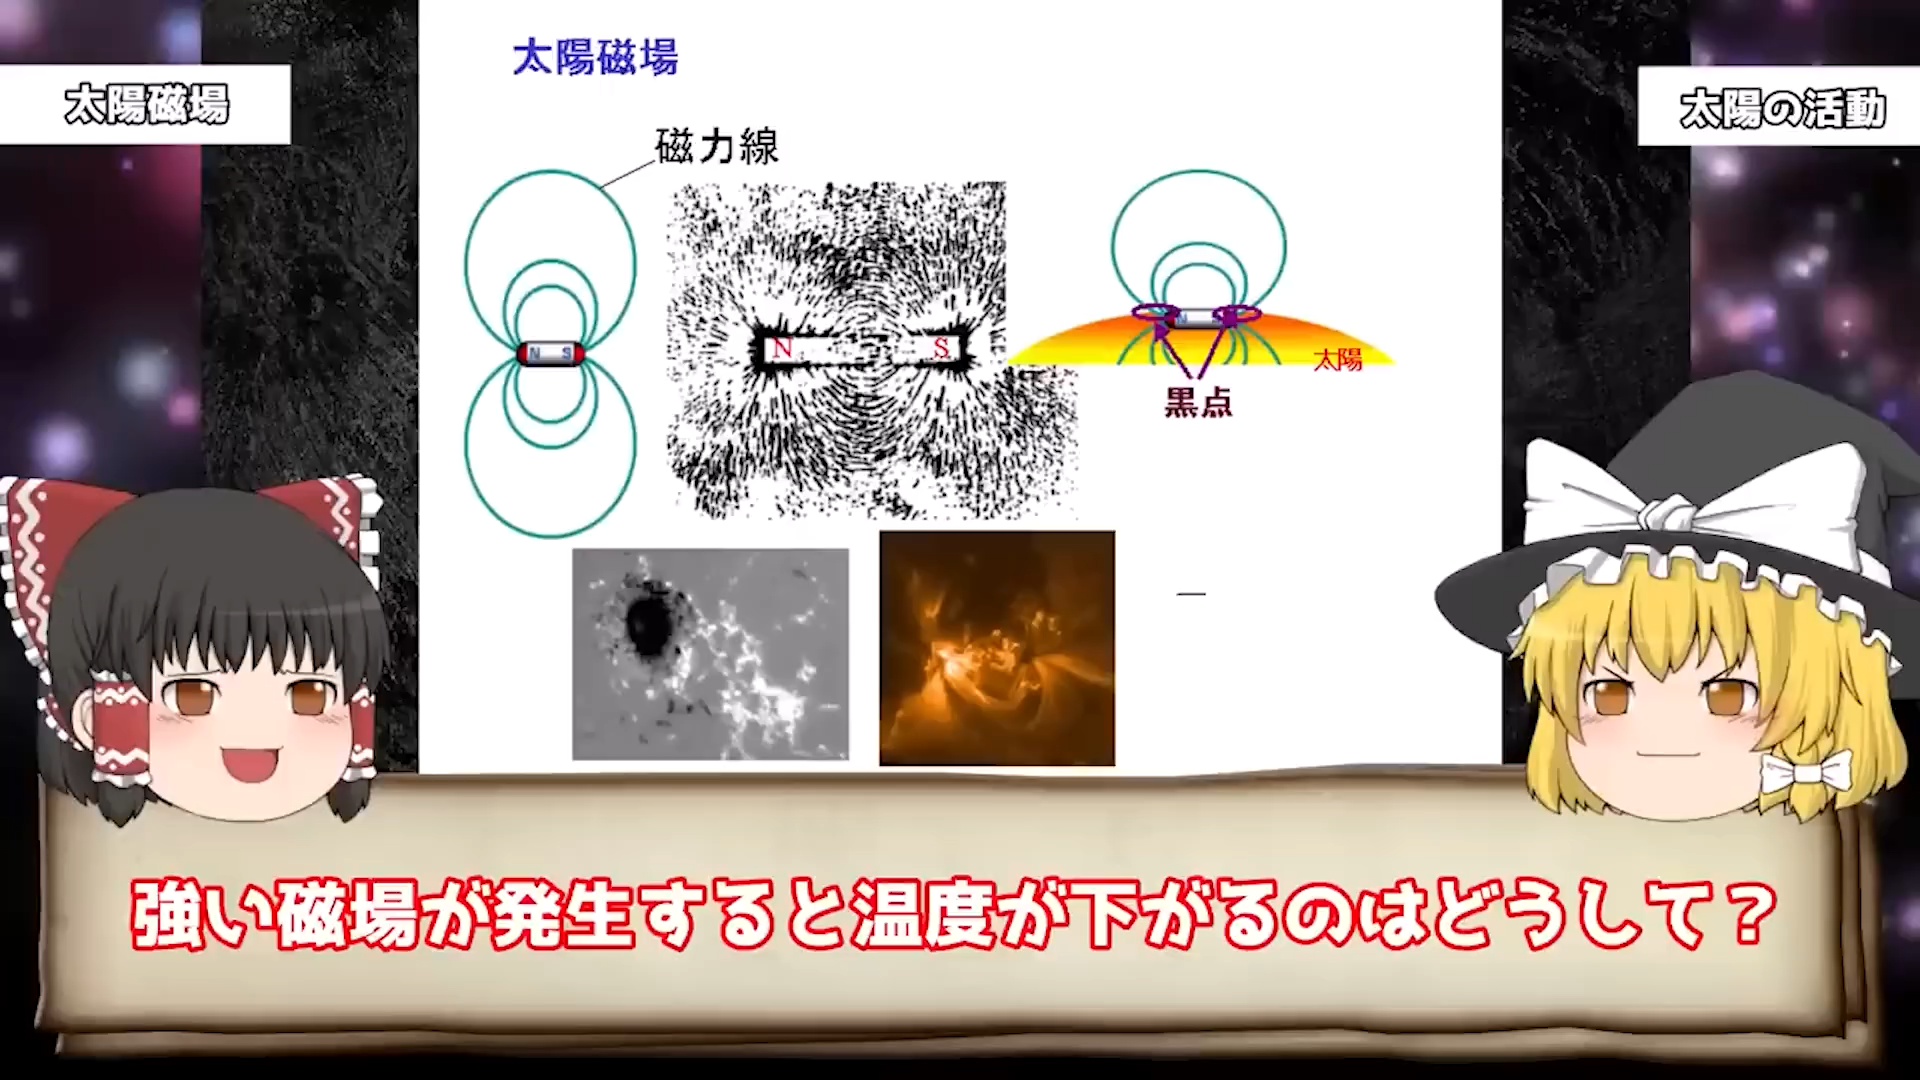 太陽磁場
太陽磁場
太陽の活動
磁力線
N S
N S
N
太陽
黒点
強い磁場が発生すると温度が下がるのはどうして？